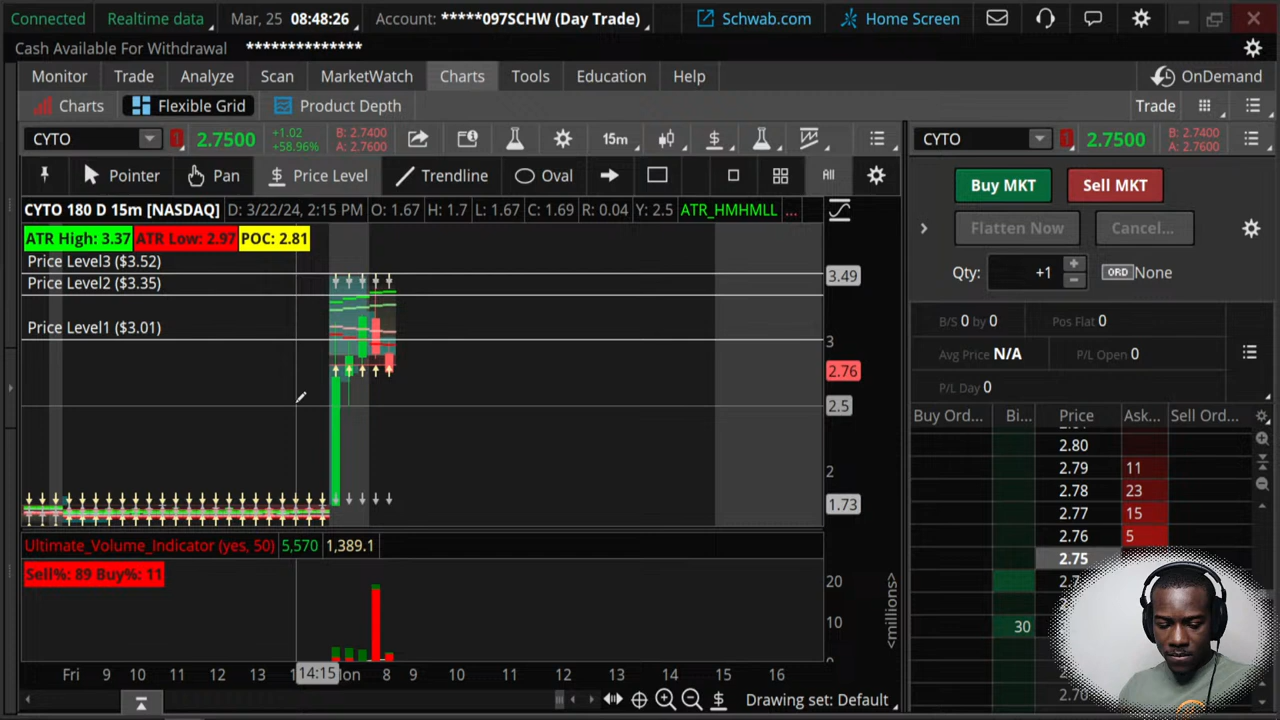 Connected Realtime data Mar, 25 08:48:26 Account: *****097SCHW (Day Trade) Schwab.com Home Screen
Cash Available For Withdrawal **************
Monitor Trade Analyze Scan MarketWatch Charts Tools Education Help OnDemand
Charts Flexible Grid Product Depth Trade
CYTO 1 2.7500 +1.02 B: 2.7400 15m CYTO 1 2.7500 B: 2.7400
+58.96% A: 2.7600 A: 2.7600
Pointer Pan $ Price Level Trendline Oval All Buy MKT Sell MKT
CYTO 180 D 15m [NASDAQ] D: 3/22/24, 2:15 PM O: 1.67 H: 1.7 L: 1.67 C: 1.69 R: 0.04 Y: 2.5 ATR_HMHMLL ...
Flatten Now Cancel...
ATR High: 3.37 ATR Low: 2.97 POC: 2.81
Price Level3 ($3.52)
Price Level2 ($3.35)
Price Level1 ($3.01)
3.49
3
2.76
2.5
2
1.73
Qty: +1 ORD None
B/S 0 by 0 Pos Flat 0
Avg Price N/A P/L Open 0
P/L Day 0
Buy Ord... Bi... Price Ask... Sell Ord...
2.80
2.79 11
2.78 23
2.77 15
2.76 5
2.75
30
2.70
Ultimate_Volume_Indicator (yes, 50) 5,570 1,389.1
Sell%: 89 Buy%: 11
20
10
<millions>
Fri 10 11 12 13 14:15 Mon 8 9 10 11 12 13 14 15 16
Drawing set: Default